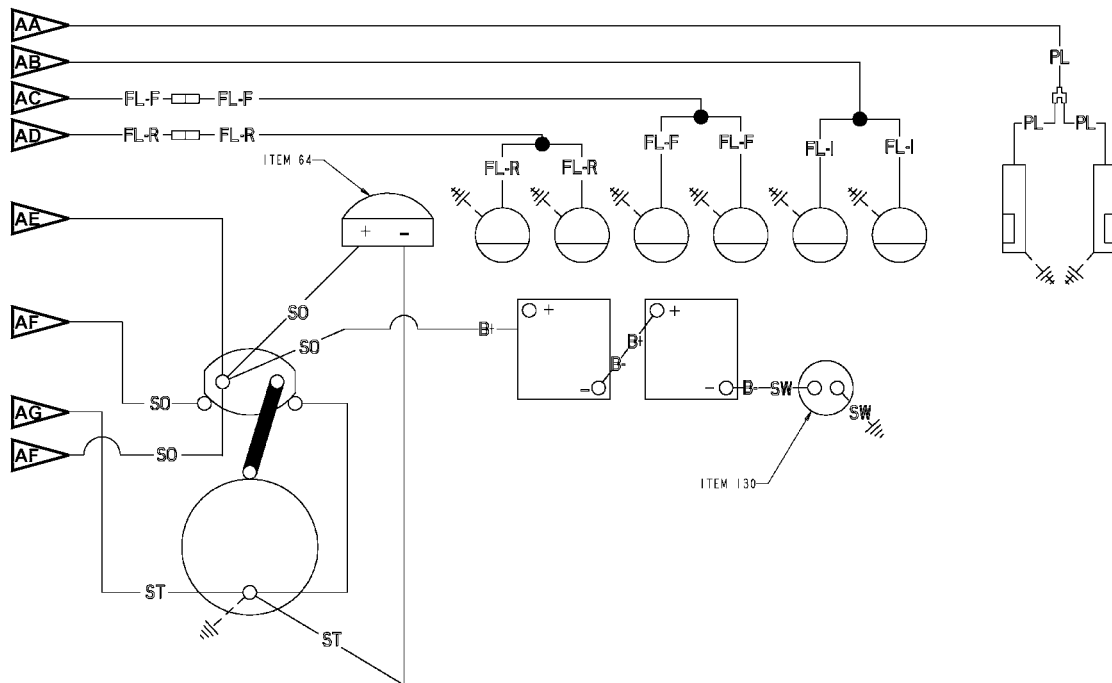 AA
PL
AB
AC FL-F FL-F
PL PL
AD FL-R FL-R
FL-F FL-F FL-I FL-I
ITEM 64
FL-R FL-R
AE
+ -
SO
+ +
AF
SO B+
B+
B-
SO
- - B- SW
SW
AG
AF SO
ITEM 130
ST
ST